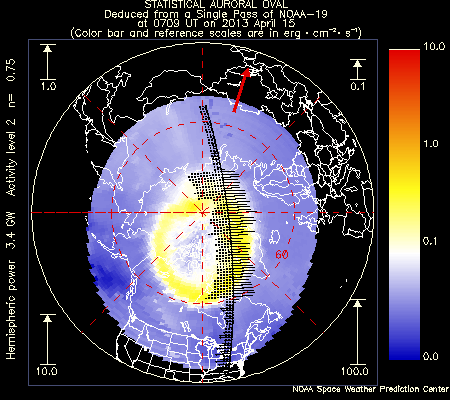 STATISTICAL AURORAL OVAL
Deduced from a Single Pass of NOAA-19
at 0709 UT on 2013 April 15
(Color bar and reference scales are in erg · cm⁻² · s⁻¹)
Hemispheric power 3.4 GW Activity level 2 n= 0.75
1.0
0.1
10.0
100.0
60
10.0
1.0
0.1
0.0
NOAA Space Weather Prediction Center